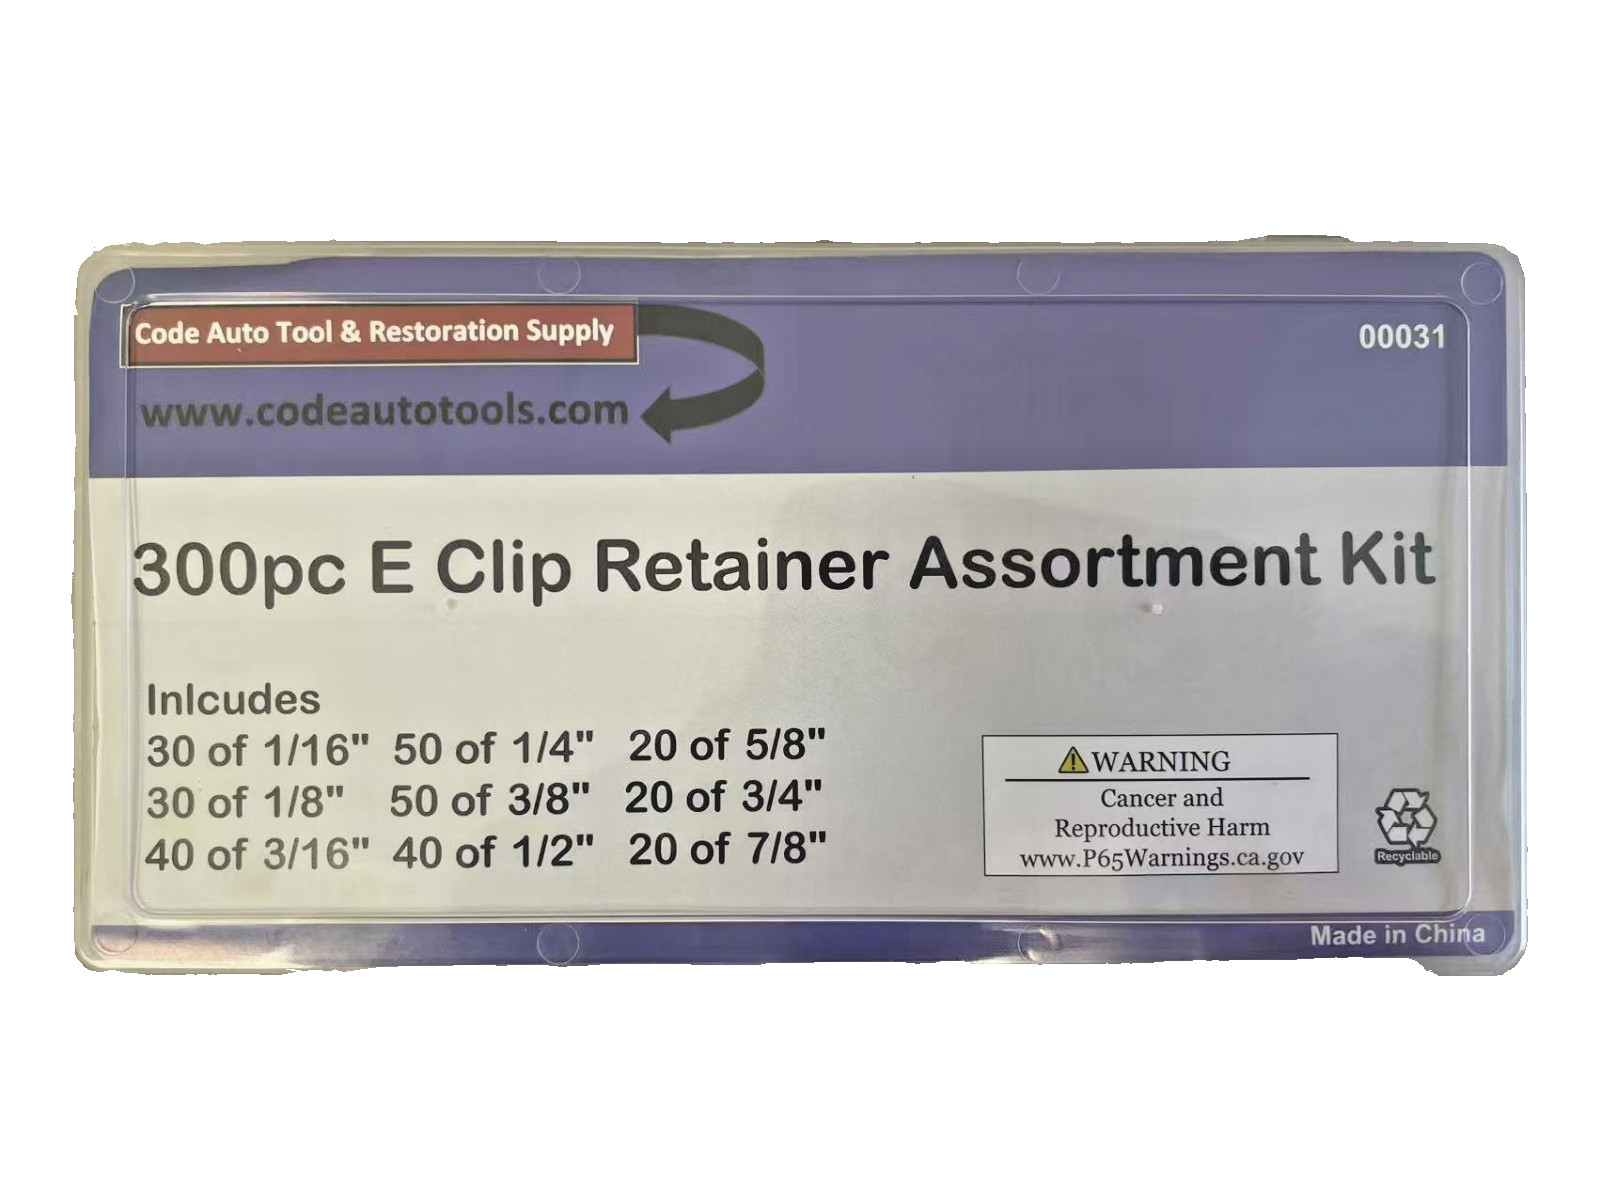 Code Auto Tool & Restoration Supply
00031
www.codeautotools.com
300pc E Clip Retainer Assortment Kit
Inlcudes
30 of 1/16" 50 of 1/4" 20 of 5/8"
30 of 1/8" 50 of 3/8" 20 of 3/4"
40 of 3/16" 40 of 1/2" 20 of 7/8"
WARNING
Cancer and
Reproductive Harm
www.P65Warnings.ca.gov
Recyclable
Made in China